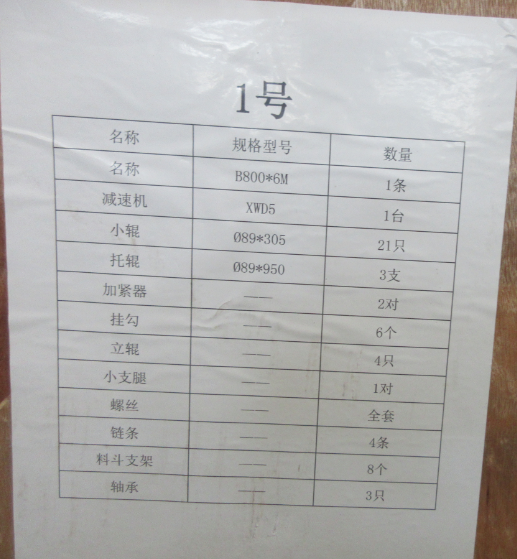 1号
名称 规格型号 数量
名称 B800*6M 1条
减速机 XWD5 1台
小辊 Ø89*305 21只
托辊 Ø89*950 3支
加紧器 —— 2对
挂勾 —— 6个
立辊 —— 4只
小支腿 —— 1对
螺丝 —— 全套
链条 —— 4条
料斗支架 —— 8个
轴承 —— 3只